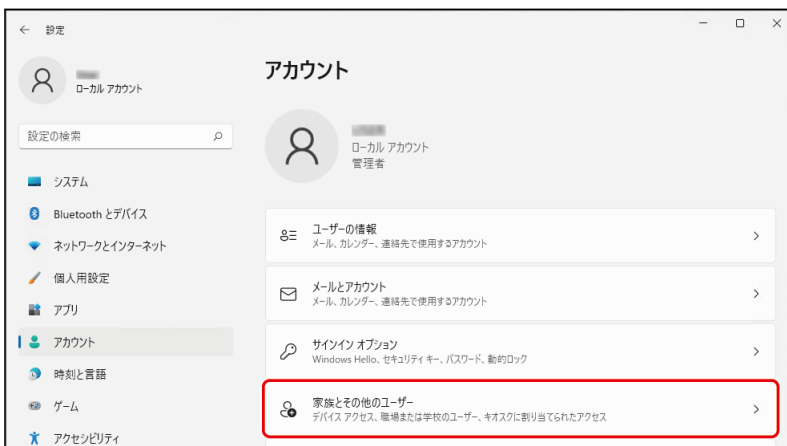 設定
ローカル アカウント
設定の検索
システム
Bluetooth とデバイス
ネットワークとインターネット
個人用設定
アプリ
アカウント
時刻と言語
ゲーム
アクセシビリティ
アカウント
ローカル アカウント
管理者
ユーザーの情報
メール、カレンダー、連絡先で使用するアカウント
メールとアカウント
メール、カレンダー、連絡先で使用するアカウント
サインイン オプション
Windows Hello、セキュリティ キー、パスワード、動的ロック
家族とその他のユーザー
デバイス アクセス、職場または学校のユーザー、キオスクに割り当てられたアクセス